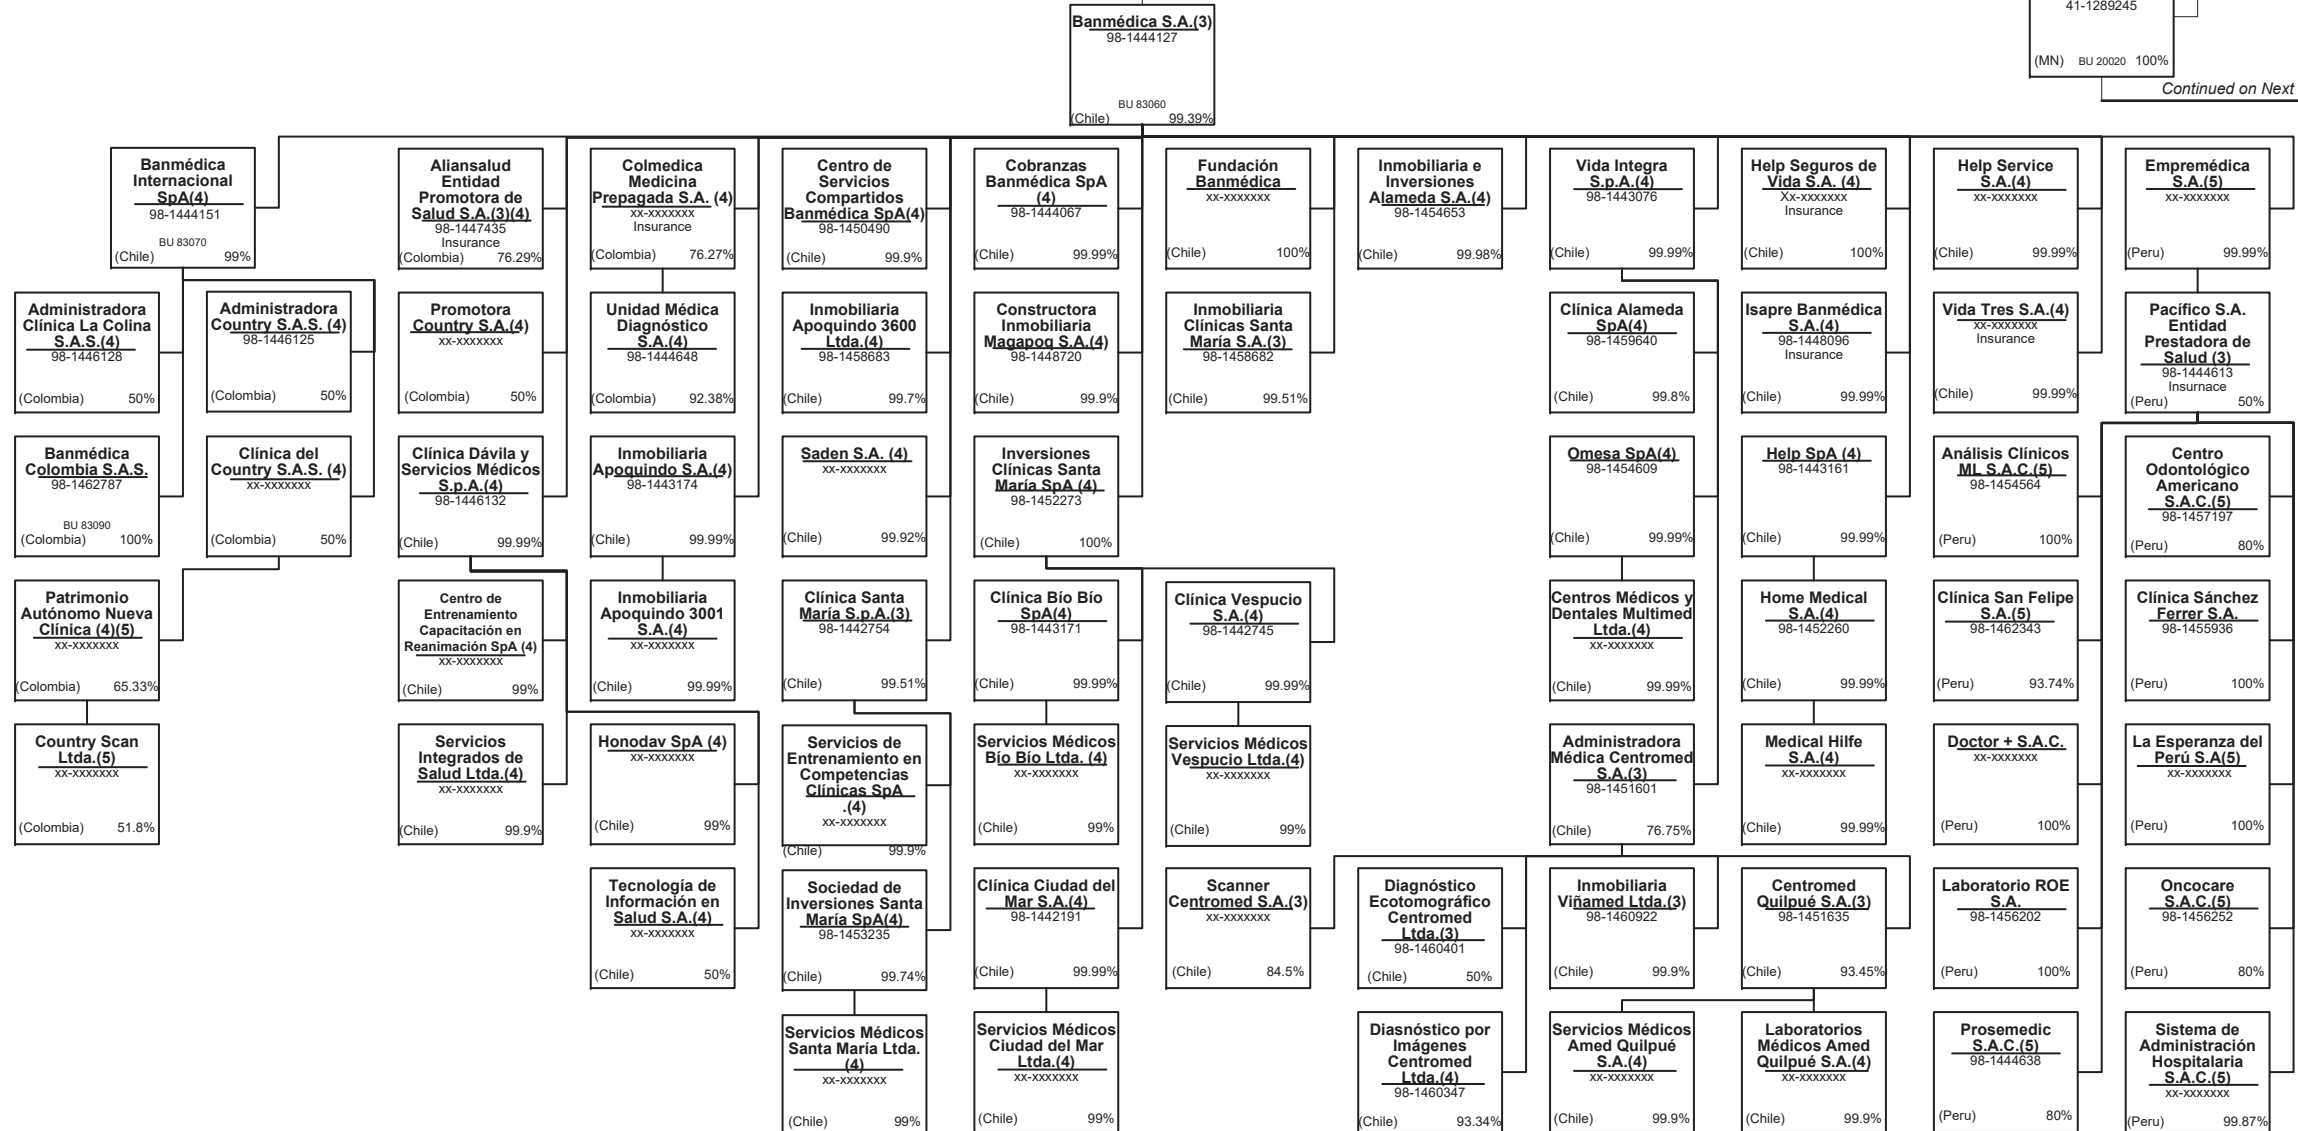 Banmédica S.A.(3)
98-1444127
BU 83060
(Chile) 99.39%
41-1289245
(MN) BU 20020 100%
Continued on Next
Banmédica
Internacional
SpA(4)
98-1444151
BU 83070
(Chile) 99%
Aliansalud
Entidad
Promotora de
Salud S.A.(3)(4)
98-1447435
Insurance
(Colombia) 76.29%
Colmedica
Medicina
Prepagada S.A. (4)
xx-xxxxxxx
Insurance
(Colombia) 76.27%
Centro de
Servicios
Compartidos
Banmédica SpA(4)
98-1450490
(Chile) 99.9%
Cobranzas
Banmédica SpA
(4)
98-1444067
(Chile) 99.99%
Fundación
Banmédica
xx-xxxxxxx
(Chile) 100%
Inmobiliaria e
Inversiones
Alameda S.A.(4)
98-1454653
(Chile) 99.98%
Vida Integra
S.p.A.(4)
98-1443076
(Chile) 99.99%
Help Seguros de
Vida S.A. (4)
Xx-xxxxxxx
Insurance
(Chile) 100%
Help Service
S.A.(4)
xx-xxxxxxx
(Chile) 99.99%
Empremédica
S.A.(5)
xx-xxxxxxx
(Peru) 99.99%
Administradora
Clínica La Colina
S.A.S.(4)
98-1446128
(Colombia) 50%
Administradora
Country S.A.S. (4)
98-1446125
(Colombia) 50%
Promotora
Country S.A.(4)
xx-xxxxxxx
(Colombia) 50%
Unidad Médica
Diagnóstico
S.A.(4)
98-1444648
(Colombia) 92.38%
Inmobiliaria
Apoquindo 3600
Ltda.(4)
98-1458683
(Chile) 99.7%
Constructora
Inmobiliaria
Magapoq S.A.(4)
98-1448720
(Chile) 99.9%
Inmobiliaria
Clínicas Santa
María S.A.(3)
98-1458682
(Chile) 99.51%
Clínica Alameda
SpA(4)
98-1459640
(Chile) 99.8%
Isapre Banmédica
S.A.(4)
98-1448096
Insurance
(Chile) 99.99%
Vida Tres S.A.(4)
xx-xxxxxxx
Insurance
(Chile) 99.99%
Pacífico S.A.
Entidad
Prestadora de
Salud (3)
98-1444613
Insurnace
(Peru) 50%
Banmédica
Colombia S.A.S.
98-1462787
BU 83090
(Colombia) 100%
Clínica del
Country S.A.S. (4)
xx-xxxxxxx
(Colombia) 50%
Clínica Dávila y
Servicios Médicos
S.p.A.(4)
98-1446132
(Chile) 99.99%
Inmobiliaria
Apoquindo S.A.(4)
98-1443174
(Chile) 99.99%
Saden S.A. (4)
xx-xxxxxxx
(Chile) 99.92%
Inversiones
Clínicas Santa
María SpA (4)
98-1452273
(Chile) 100%
Omesa SpA(4)
98-1454609
(Chile) 99.99%
Help SpA (4)
98-1443161
(Chile) 99.99%
Análisis Clínicos
ML S.A.C.(5)
98-1454564
(Peru) 100%
Centro
Odontológico
Americano
S.A.C.(5)
98-1457197
(Peru) 80%
Patrimonio
Autónomo Nueva
Clínica (4)(5)
xx-xxxxxxx
(Colombia) 65.33%
Centro de
Entrenamiento
Capacitación en
Reanimación SpA (4)
xx-xxxxxxx
(Chile) 99%
Inmobiliaria
Apoquindo 3001
S.A.(4)
xx-xxxxxxx
(Chile) 99.99%
Clínica Santa
María S.p.A.(3)
98-1442754
(Chile) 99.51%
Clínica Bío Bío
SpA(4)
98-1443171
(Chile) 99.99%
Clínica Vespucio
S.A.(4)
98-1442745
(Chile) 99.99%
Centros Médicos y
Dentales Multimed
Ltda.(4)
xx-xxxxxxx
(Chile) 99.99%
Home Medical
S.A.(4)
98-1452260
(Chile) 99.99%
Clínica San Felipe
S.A.(5)
98-1462343
(Peru) 93.74%
Clínica Sánchez
Ferrer S.A.
98-1455936
(Peru) 100%
Country Scan
Ltda.(5)
xx-xxxxxxx
(Colombia) 51.8%
Servicios
Integrados de
Salud Ltda.(4)
xx-xxxxxxx
(Chile) 99.9%
Honodav SpA (4)
xx-xxxxxxx
(Chile) 99%
Servicios de
Entrenamiento en
Competencias
Clínicas SpA
.(4)
xx-xxxxxxx
(Chile) 99.9%
Servicios Médicos
Bío Bío Ltda. (4)
xx-xxxxxxx
(Chile) 99%
Servicios Médicos
Vespucio Ltda.(4)
xx-xxxxxxx
(Chile) 99%
Administradora
Médica Centromed
S.A.(3)
98-1451601
(Chile) 76.75%
Medical Hilfe
S.A.(4)
xx-xxxxxxx
(Chile) 99.99%
Doctor + S.A.C.
xx-xxxxxxx
(Peru) 100%
La Esperanza del
Perú S.A(5)
xx-xxxxxxx
(Peru) 100%
Tecnología de
Información en
Salud S.A.(4)
xx-xxxxxxx
(Chile) 50%
Sociedad de
Inversiones Santa
María SpA(4)
98-1453235
(Chile) 99.74%
Clínica Ciudad del
Mar S.A.(4)
98-1442191
(Chile) 99.99%
Scanner
Centromed S.A.(3)
xx-xxxxxxx
(Chile) 84.5%
Diagnóstico
Ecotomográfico
Centromed
Ltda.(3)
98-1460401
(Chile) 50%
Inmobiliaria
Viñamed Ltda.(3)
98-1460922
(Chile) 99.9%
Centromed
Quilpué S.A.(3)
98-1451635
(Chile) 93.45%
Laboratorio ROE
S.A.
98-1456202
(Peru) 100%
Oncocare
S.A.C.(5)
98-1456252
(Peru) 80%
Servicios Médicos
Santa María Ltda.
(4)
xx-xxxxxxx
(Chile) 99%
Servicios Médicos
Ciudad del Mar
Ltda.(4)
xx-xxxxxxx
(Chile) 99%
Diasnóstico por
Imágenes
Centromed
Ltda.(4)
98-1460347
(Chile) 93.34%
Servicios Médicos
Amed Quilpué
S.A.(4)
xx-xxxxxxx
(Chile) 99.9%
Laboratorios
Médicos Amed
Quilpué S.A.(4)
xx-xxxxxxx
(Chile) 99.9%
Prosemedic
S.A.C.(5)
98-1444638
(Peru) 80%
Sistema de
Administración
Hospitalaria
S.A.C.(5)
xx-xxxxxxx
(Peru) 99.87%